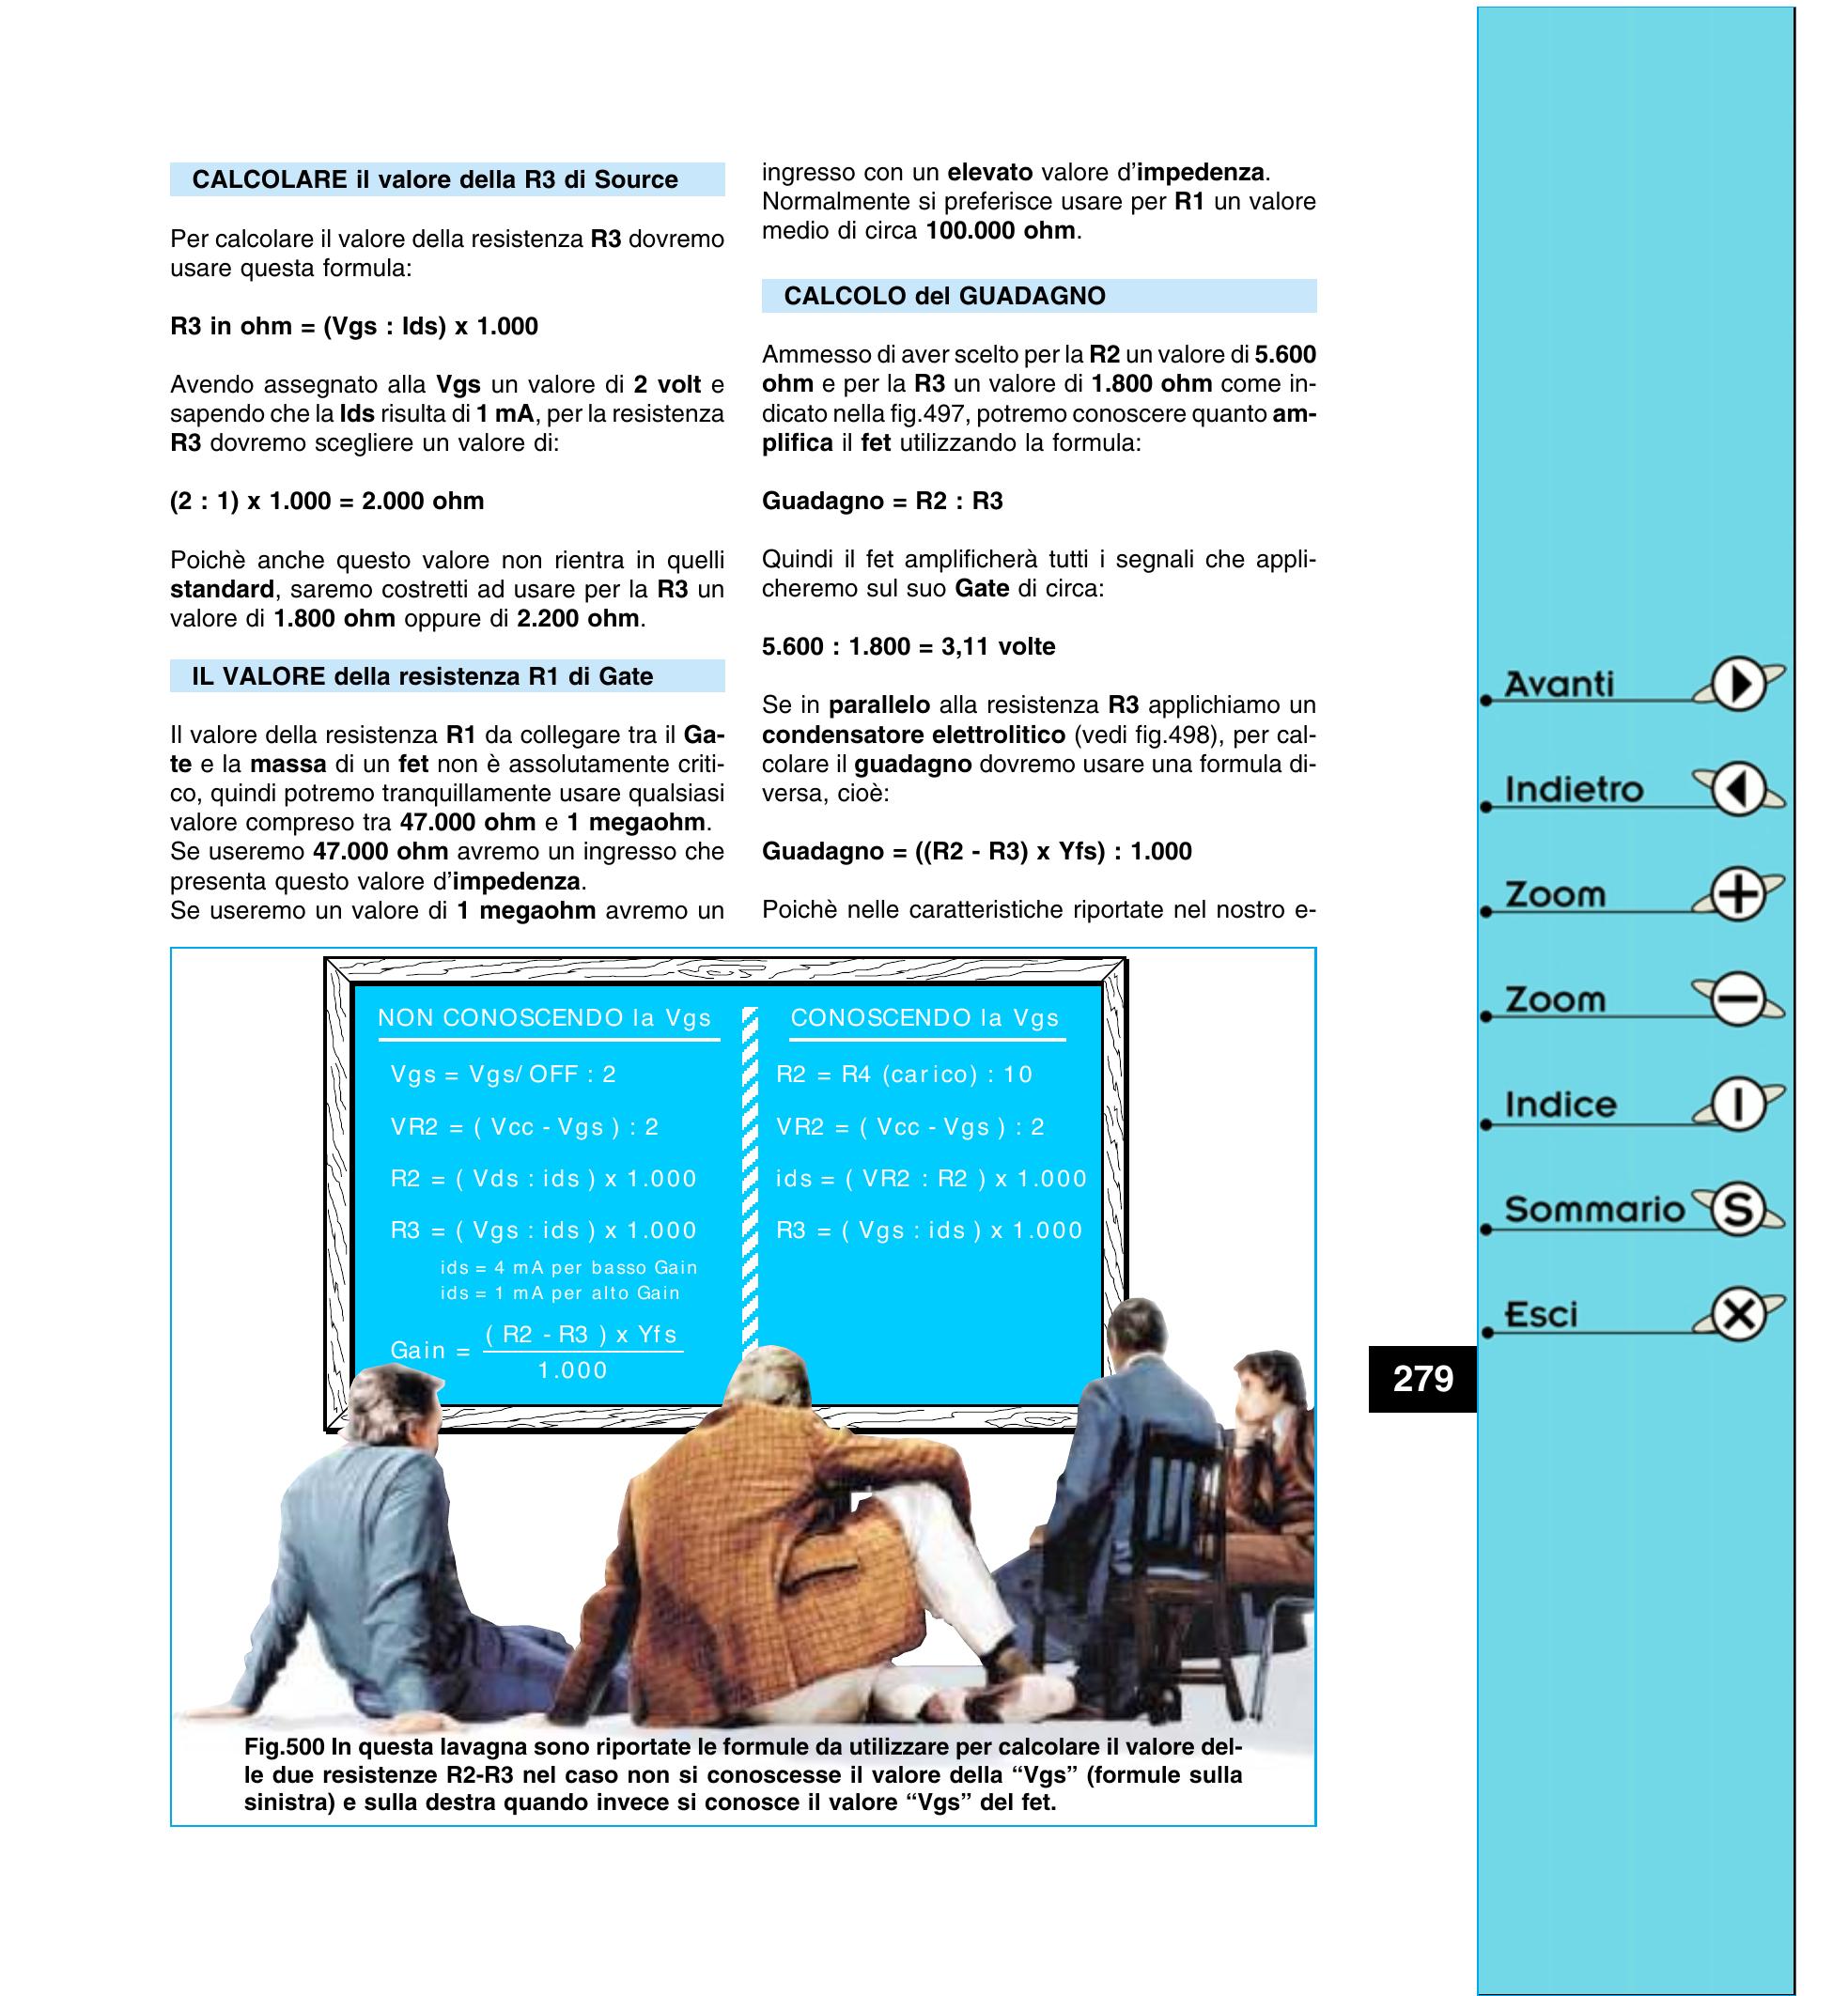 CALCOLARE il valore della R3 di Source
Per calcolare il valore della resistenza R3 dovremo
usare questa formula:
R3 in ohm = (Vgs : Ids) x 1.000
Avendo assegnato alla Vgs un valore di 2 volt e
sapendo che la Ids risulta di 1 mA, per la resistenza
R3 dovremo scegliere un valore di:
(2 : 1) x 1.000 = 2.000 ohm
Poichè anche questo valore non rientra in quelli
standard, saremo costretti ad usare per la R3 un
valore di 1.800 ohm oppure di 2.200 ohm.
IL VALORE della resistenza R1 di Gate
Il valore della resistenza R1 da collegare tra il Ga-
te e la massa di un fet non è assolutamente criti-
co, quindi potremo tranquillamente usare qualsiasi
valore compreso tra 47.000 ohm e 1 megaohm.
Se useremo 47.000 ohm avremo un ingresso che
presenta questo valore d'impedenza.
Se useremo un valore di 1 megaohm avremo un
ingresso con un elevato valore d'impedenza.
Normalmente si preferisce usare per R1 un valore
medio di circa 100.000 ohm.
CALCOLO del GUADAGNO
Ammesso di aver scelto per la R2 un valore di 5.600
ohm e per la R3 un valore di 1.800 ohm come in-
dicato nella fig.497, potremo conoscere quanto am-
plifica il fet utilizzando la formula:
Guadagno = R2 : R3
Quindi il fet amplificherà tutti i segnali che appli-
cheremo sul suo Gate di circa:
5.600 : 1.800 = 3,11 volte
Se in parallelo alla resistenza R3 applichiamo un
condensatore elettrolitico (vedi fig.498), per cal-
colare il guadagno dovremo usare una formula di-
versa, cioè:
Guadagno = ((R2 - R3) x Yfs) : 1.000
Poichè nelle caratteristiche riportate nel nostro e-
NON CONOSCENDO la Vgs
Vgs = Vgs/ OFF : 2
VR2 = ( Vcc - Vgs ) : 2
R2 = ( Vds : ids ) x 1.000
R3 = ( Vgs : ids ) x 1.000
ids = 4 mA per basso Gain
ids = 1 mA per alto Gain
Gain = ( R2 - R3 ) x Yfs
1.000
CONOSCENDO la Vgs
R2 = R4 (carico) : 10
VR2 = ( Vcc - Vgs ) : 2
ids = ( VR2 : R2 ) x 1.000
R3 = ( Vgs : ids ) x 1.000
Fig.500 In questa lavagna sono riportate le formule da utilizzare per calcolare il valore del-
le due resistenze R2-R3 nel caso non si conoscesse il valore della “Vgs” (formule sulla
sinistra) e sulla destra quando invece si conosce il valore “Vgs” del fet.
279
Avanti
Indietro
Zoom +
Zoom −
Indice I
Sommario S
Esci X